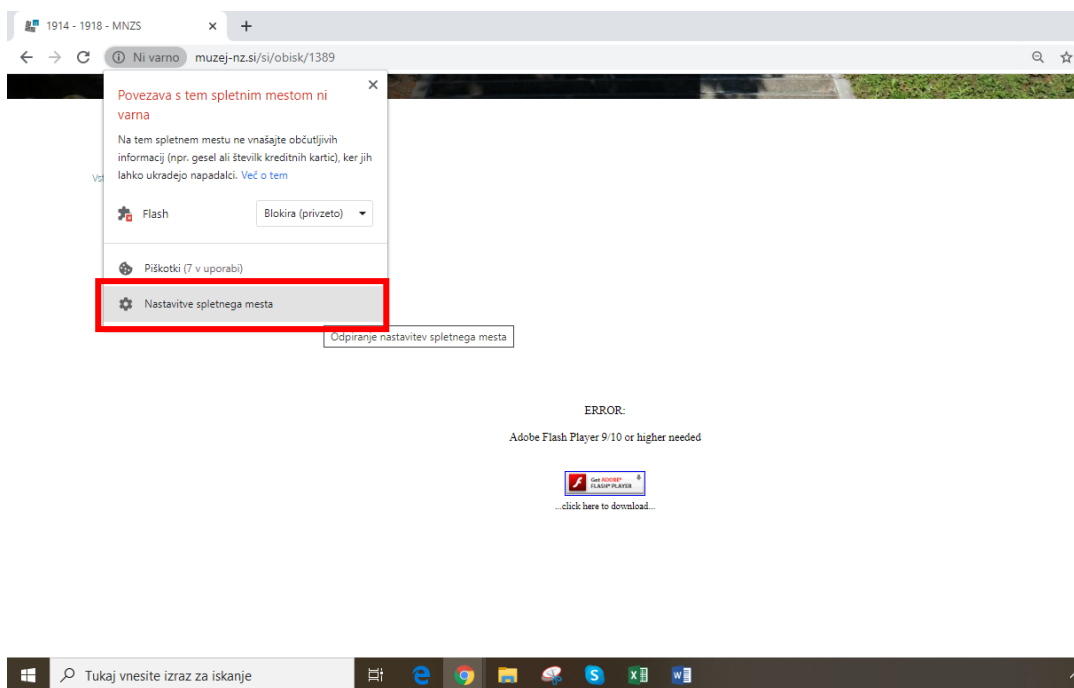 1914 - 1918 - MNZS
Ni varno muzej-nz.si/si/obisk/1389
Povezava s tem spletnim mestom ni
varna
Na tem spletnem mestu ne vnašajte občutljivih
informacij (npr. gesel ali številk kreditnih kartic), ker jih
lahko ukradejo napadalci. Več o tem
Vst
Flash Blokira (privzeto)
Piškotki (7 v uporabi)
Nastavitve spletnega mesta
Odpiranje nastavitev spletnega mesta
ERROR:
Adobe Flash Player 9/10 or higher needed
Get ADOBE®
FLASH® PLAYER
...click here to download...
Tukaj vnesite izraz za iskanje